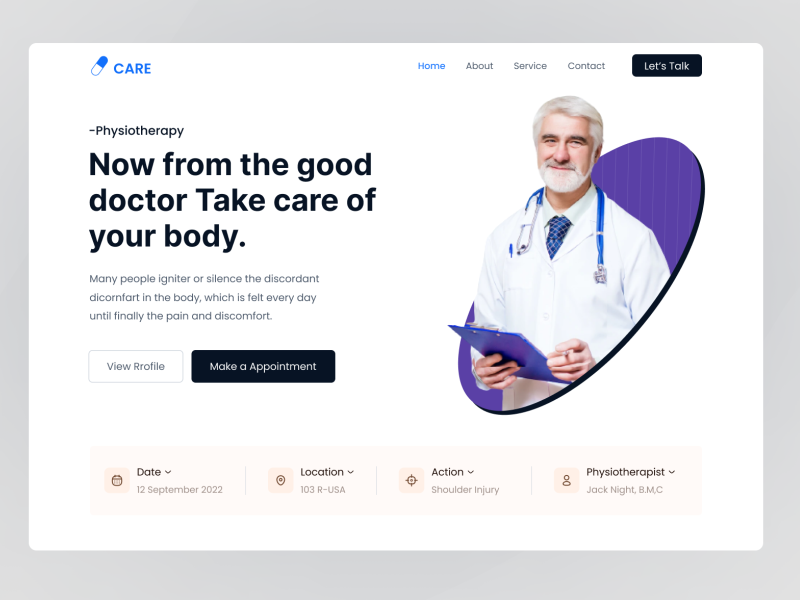 CARE
Home About Service Contact Let's Talk
-Physiotherapy
Now from the good
doctor Take care of
your body.
Many people igniter or silence the discordant
dicornfart in the body, which is felt every day
until finally the pain and discomfort.
View Rrofile Make a Appointment
Date Location Action Physiotherapist
12 September 2022 103 R-USA Shoulder Injury Jack Night, B.M,C